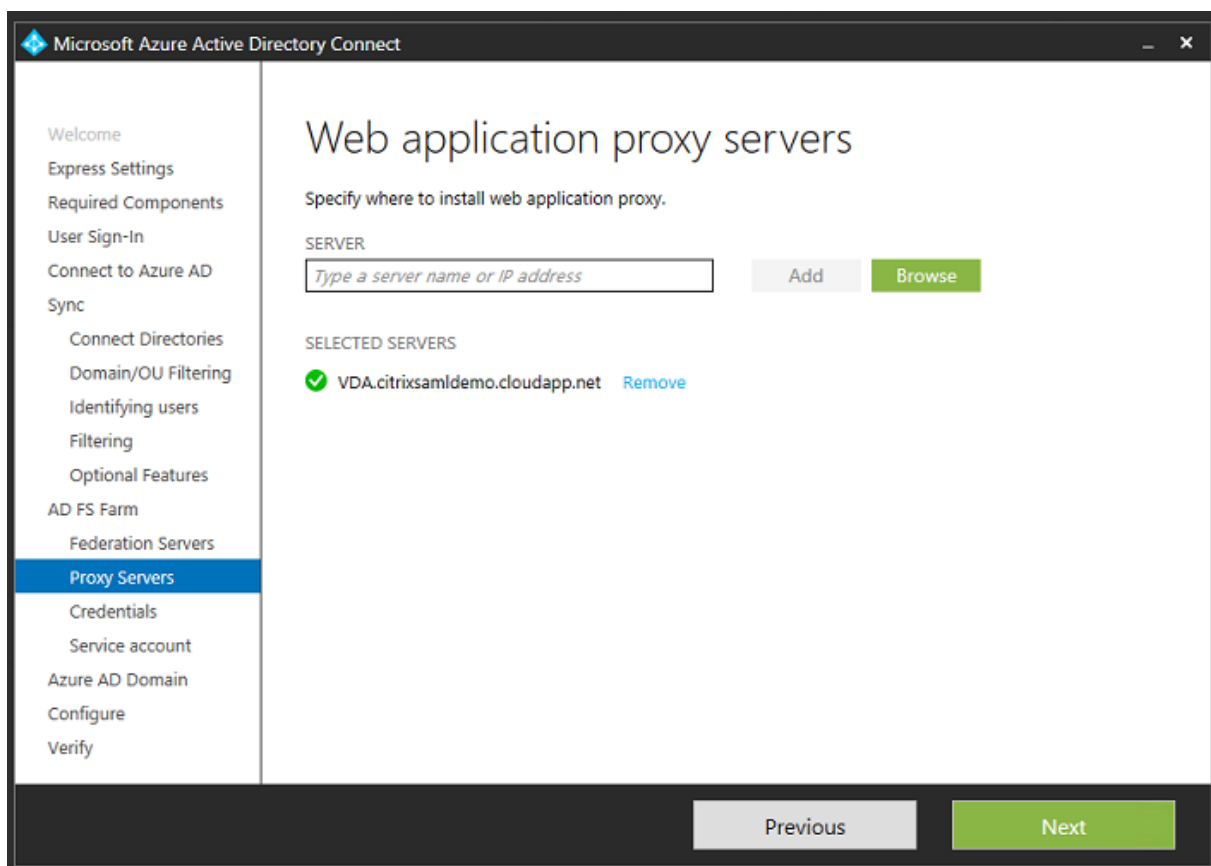 Microsoft Azure Active Directory Connect
Welcome
Express Settings
Required Components
User Sign-In
Connect to Azure AD
Sync
Connect Directories
Domain/OU Filtering
Identifying users
Filtering
Optional Features
AD FS Farm
Federation Servers
Proxy Servers
Credentials
Service account
Azure AD Domain
Configure
Verify
Web application proxy servers
Specify where to install web application proxy.
SERVER
Type a server name or IP address Add Browse
SELECTED SERVERS
VDA.citrixsamldemo.cloudapp.net Remove
Previous Next